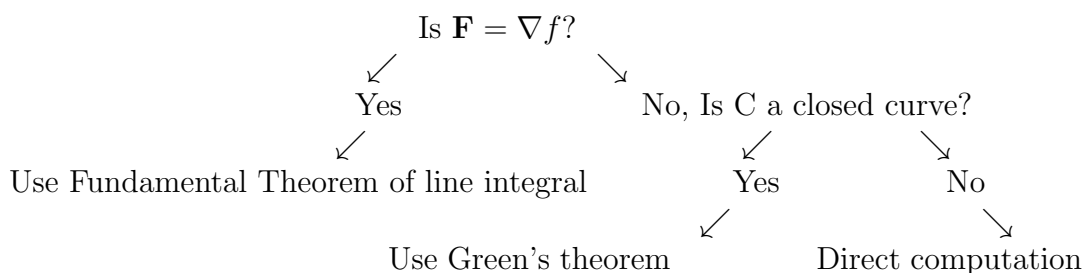 Is F = ∇f?
Yes No, Is C a closed curve?
Use Fundamental Theorem of line integral Yes No
Use Green's theorem Direct computation